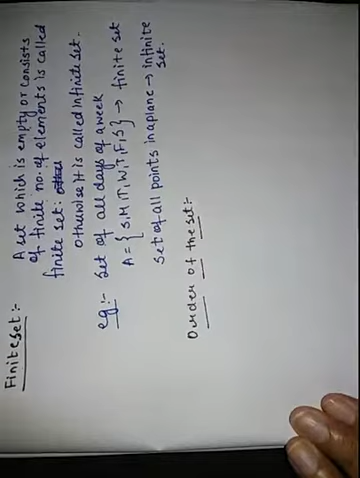 Finite set:-
A set which is empty or consists
of finite no. of elements is called
finite set:
otherwise it is called infinite set.
eg:- Set of all days of a week
A = {S,M,T,W,T,F,S} → finite set
set of all points in a plane → infinite
set.
Order of the set:-